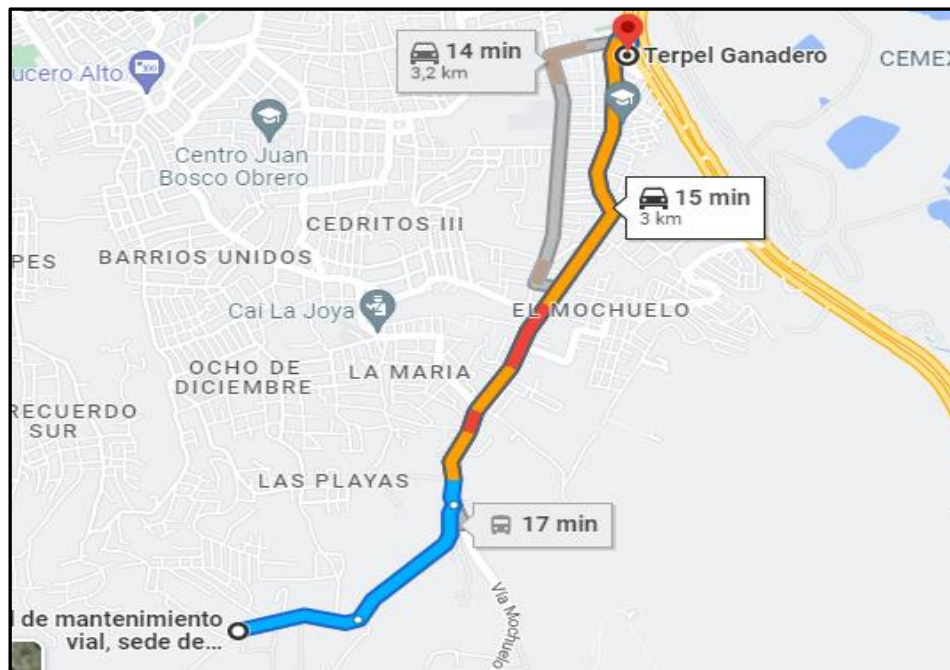 14 min
3,2 km
Terpel Ganadero
CEMEX
ucero Alto
Centro Juan
Bosco Obrero
15 min
3 km
CEDRITOS III
PES
BARRIOS UNIDOS
Cai La Joya
EL MOCHUELO
OCHO DE
DICIEMBRE
LA MARIA
RECUERDO
SUR
LAS PLAYAS
17 min
Vía Mochuelo
l de mantenimiento
vial, sede de...